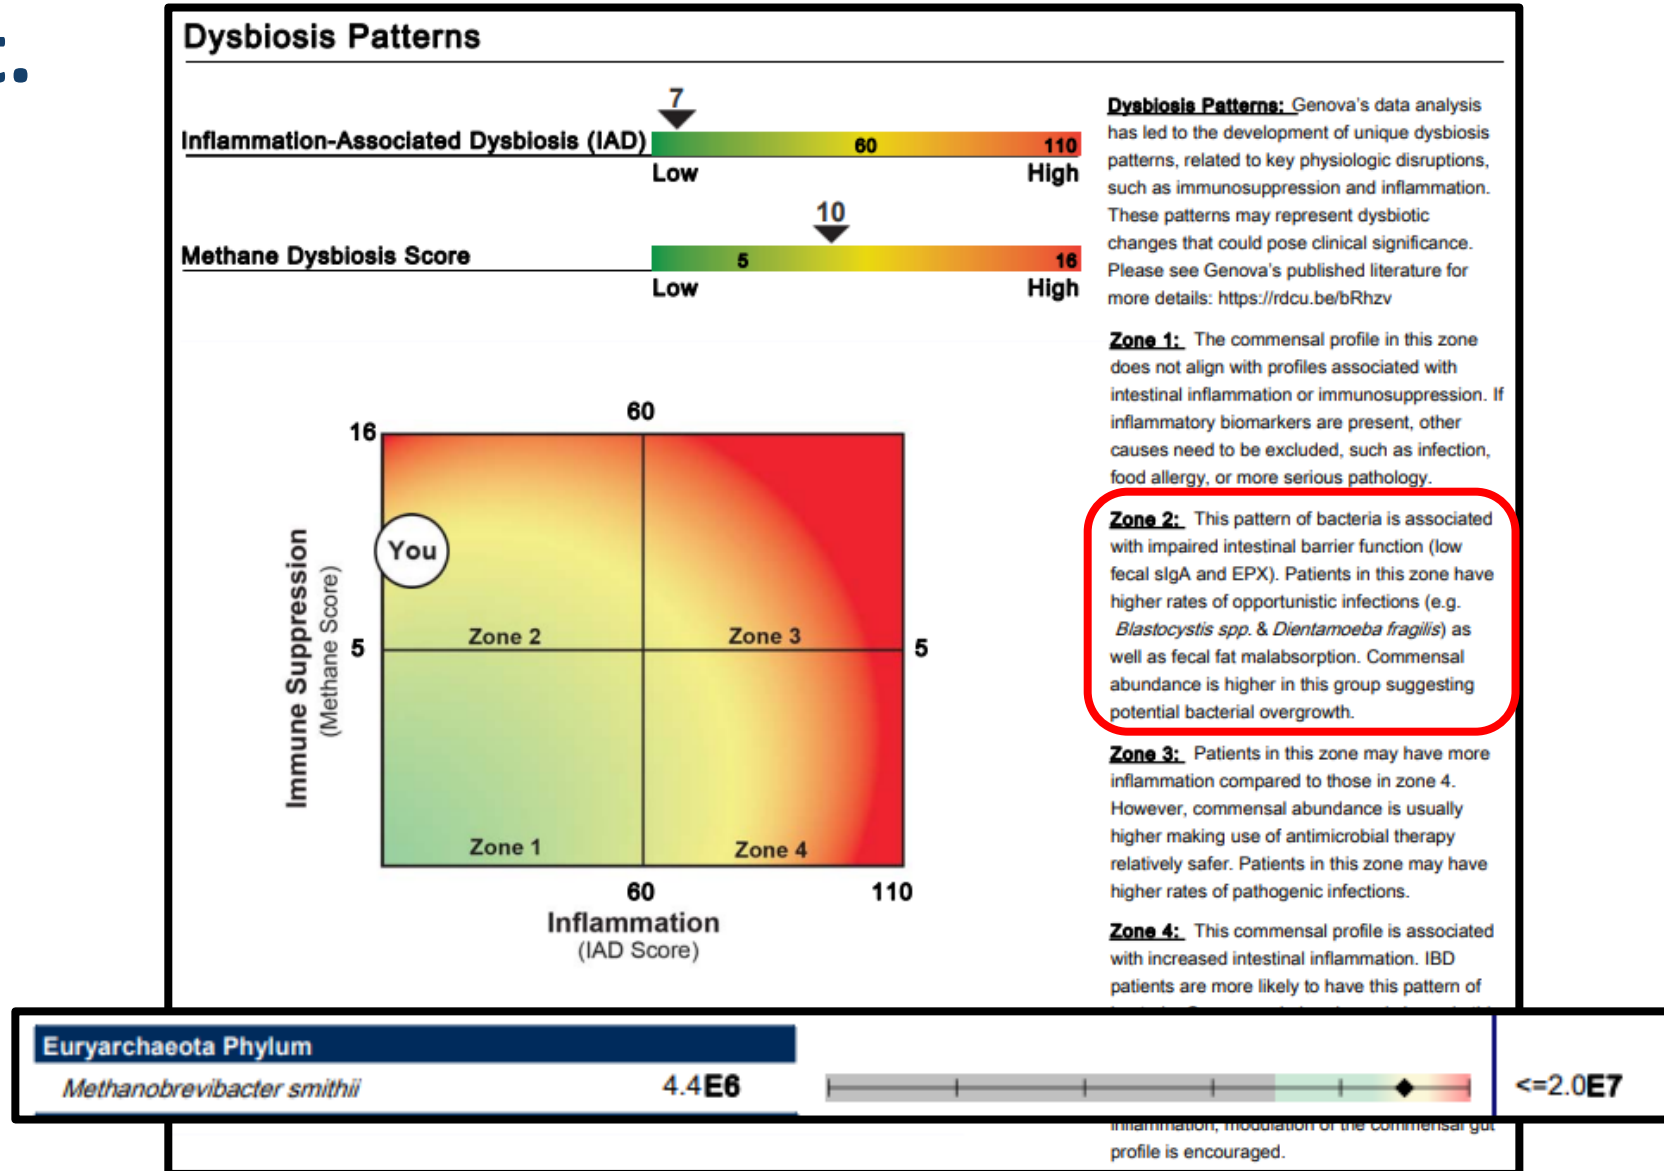 Dysbiosis Patterns
7
Inflammation-Associated Dysbiosis (IAD)
60
110
Low
High
10
Methane Dysbiosis Score
5
16
Low
High
60
16
You
Immune Suppression
(Methane Score)
5
Zone 2
Zone 3
5
Zone 1
Zone 4
60
110
Inflammation
(IAD Score)
Dysbiosis Patterns: Genova's data analysis
has led to the development of unique dysbiosis
patterns, related to key physiologic disruptions,
such as immunosuppression and inflammation.
These patterns may represent dysbiotic
changes that could pose clinical significance.
Please see Genova's published literature for
more details: https://rdcu.be/bRhzv
Zone 1: The commensal profile in this zone
does not align with profiles associated with
intestinal inflammation or immunosuppression. If
inflammatory biomarkers are present, other
causes need to be excluded, such as infection,
food allergy, or more serious pathology.
Zone 2: This pattern of bacteria is associated
with impaired intestinal barrier function (low
fecal sIgA and EPX). Patients in this zone have
higher rates of opportunistic infections (e.g.
Blastocystis spp. & Dientamoeba fragilis) as
well as fecal fat malabsorption. Commensal
abundance is higher in this group suggesting
potential bacterial overgrowth.
Zone 3: Patients in this zone may have more
inflammation compared to those in zone 4.
However, commensal abundance is usually
higher making use of antimicrobial therapy
relatively safer. Patients in this zone may have
higher rates of pathogenic infections.
Zone 4: This commensal profile is associated
with increased intestinal inflammation. IBD
patients are more likely to have this pattern of
Euryarchaeota Phylum
Methanobrevibacter smithii 4.4E6 <=2.0E7
inflammation, modulation of the commensal gut
profile is encouraged.